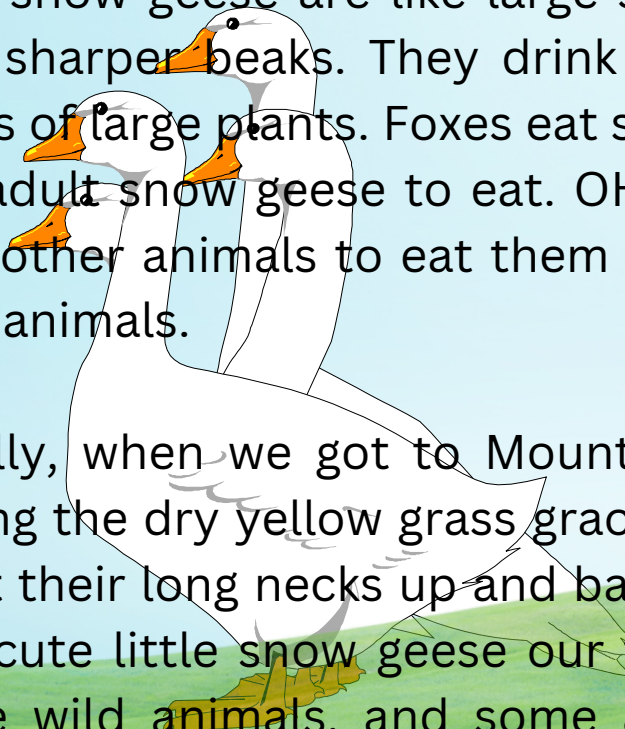 snow geese are like large s
sharper beaks. They drink
s of large plants. Foxes eat s
adult snow geese to eat. OH
other animals to eat them
animals.
lly, when we got to Mount
ng the dry yellow grass grac
t their long necks up and ba
cute little snow geese our
e wild animals, and some